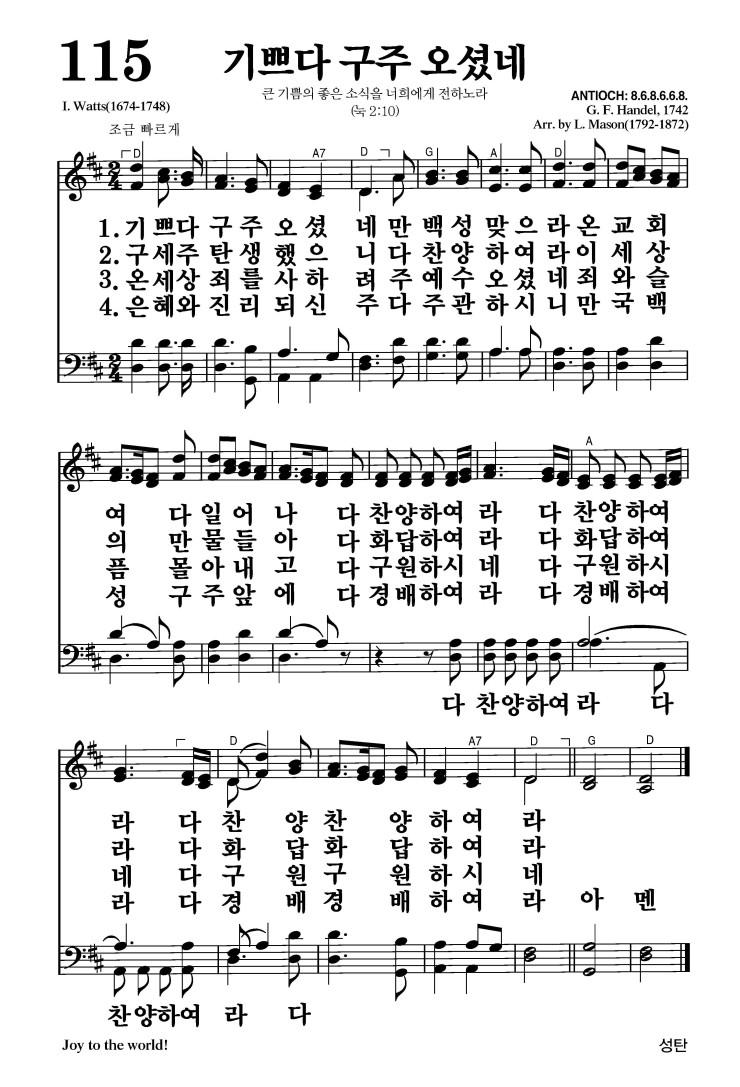 115
기쁘다 구주 오셨네
큰 기쁨의 좋은 소식을 너희에게 전하노라
(눅 2:10)
I. Watts(1674-1748)
ANTIOCH: 8.6.8.6.6.8.
G. F. Handel, 1742
Arr. by L. Mason(1792-1872)
조금 빠르게
D A7 D G A D
1. 기 쁘다 구 주 오 셨 네 만 백 성 맞 으 라 온 교 회
2. 구 세주 탄 생 했 으 니 다 찬 양 하 여 라 이 세 상
3. 온 세상 죄 를 사 하 려 주 예 수 오 셨 네 죄 와 슬
4. 은 혜와 진 리 되 신 주 다 주 관 하 시 니 만 국 백
A
여 다 일 어 나 다 찬양하여 라 다 찬양 하여
의 만 물 들 아 다 화답하여 라 다 화답 하여
픔 몰 아 내 고 다 구원하시 네 다 구원 하시
성 구 주 앞 에 다 경배하여 라 다 경배 하여
다 찬양하여 라 다
D A7 D G D
라 다 찬 양 찬 양 하 여 라
라 다 화 답 화 답 하 여 라
네 다 구 원 구 원 하 시 네
라 다 경 배 경 배 하 여 라 아 멘
찬양하여 라 다
Joy to the world!
성탄